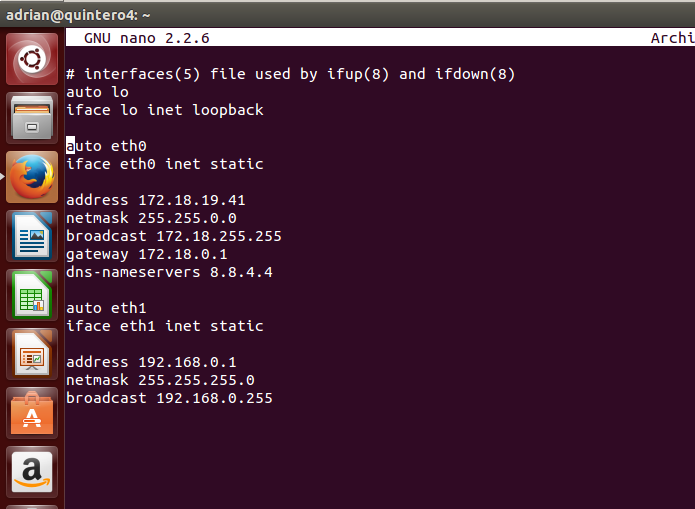 adrian@quintero4: ~
GNU nano 2.2.6 Archi
# interfaces(5) file used by ifup(8) and ifdown(8)
auto lo
iface lo inet loopback
auto eth0
iface eth0 inet static
address 172.18.19.41
netmask 255.255.0.0
broadcast 172.18.255.255
gateway 172.18.0.1
dns-nameservers 8.8.4.4
auto eth1
iface eth1 inet static
address 192.168.0.1
netmask 255.255.255.0
broadcast 192.168.0.255